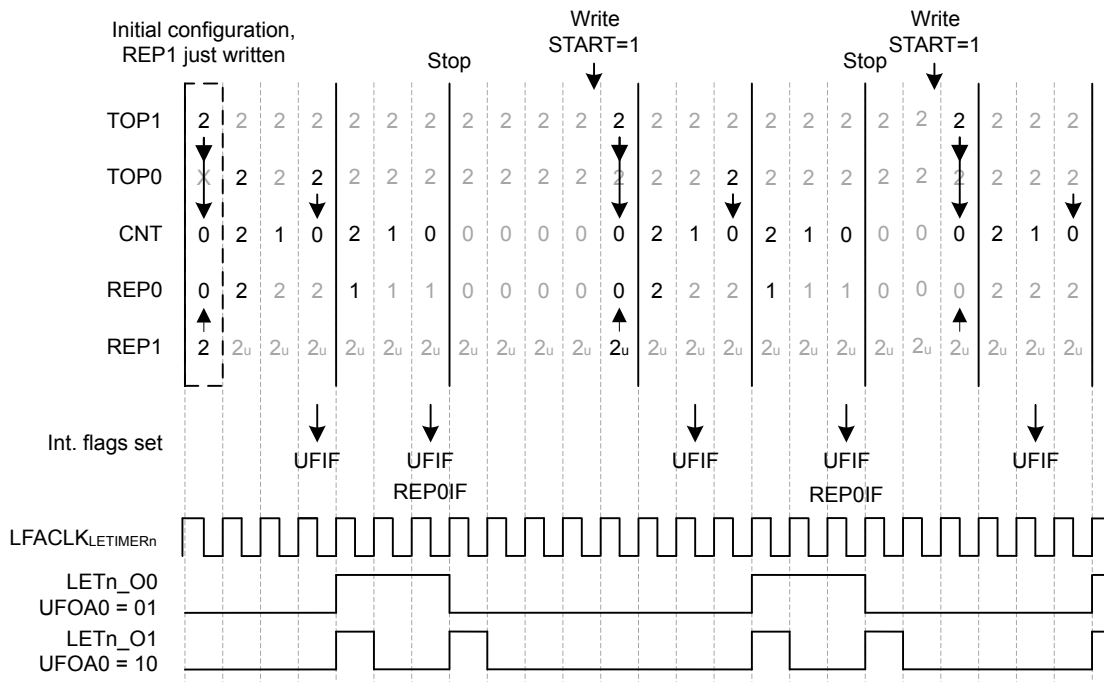 Initial configuration,
REP1 just written
Stop
Write
START=1
Stop
Write
START=1
TOP1 2 2 2 2 2 2 2 2 2 2 2 2 2 2 2 2 2 2 2 2 2 2 2 2
TOP0 X 2 2 2 2 2 2 2 2 2 2 2 2 2 2 2 2 2 2 2 2 2 2 2
CNT 0 2 1 0 2 1 0 0 0 0 0 0 2 1 0 2 1 0 0 0 0 2 1 0
REP0 0 2 2 2 1 1 1 0 0 0 0 0 2 2 2 1 1 1 0 0 0 2 2 2
REP1 2 2u 2u 2u 2u 2u 2u 2u 2u 2u 2u 2u 2u 2u 2u 2u 2u 2u 2u 2u 2u 2u 2u 2u
Int. flags set
UFIF UFIF UFIF UFIF UFIF
REP0IF REP0IF
LFACLKLETIMERn
LETn_O0
UFOA0 = 01
LETn_O1
UFOA0 = 10